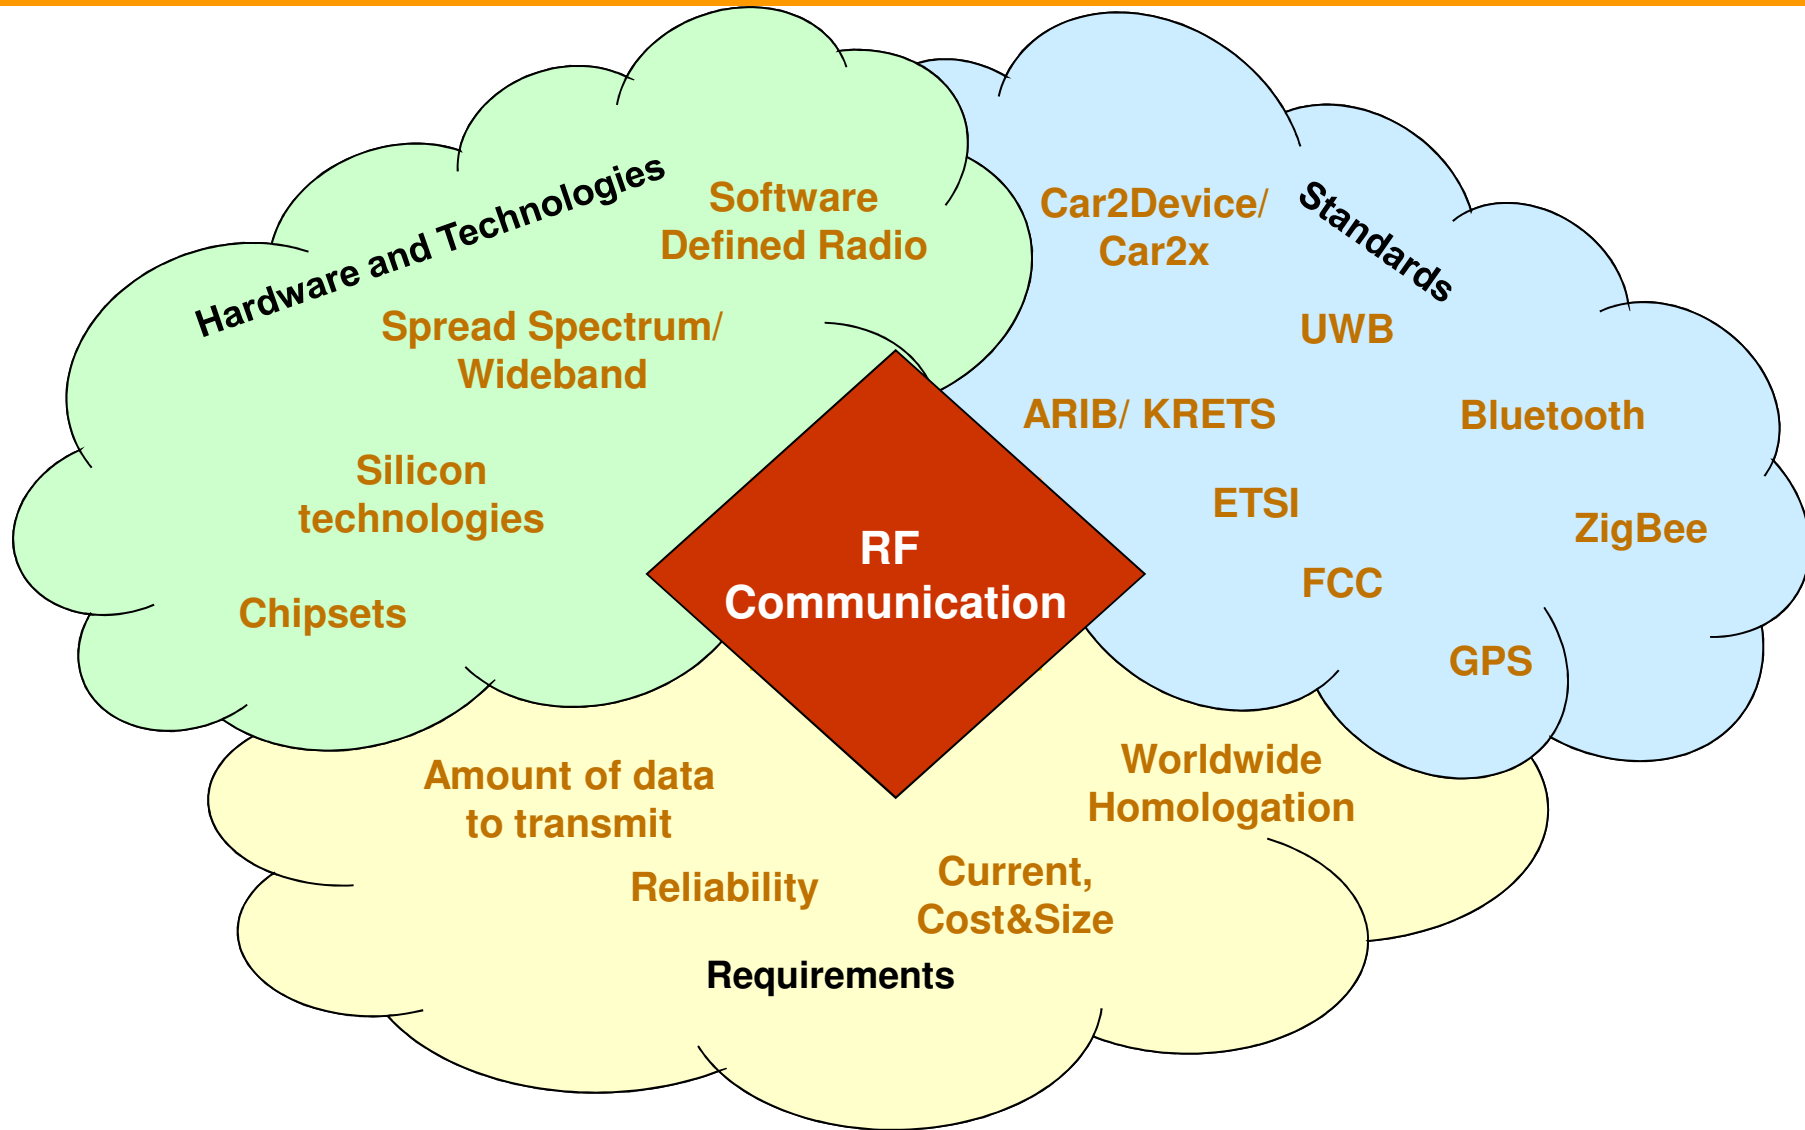 Hardware and Technologies
Software
Defined Radio
Spread Spectrum/
Wideband
Silicon
technologies
Chipsets
Standards
Car2Device/
Car2x
UWB
ARIB/ KRETS
Bluetooth
ETSI
ZigBee
FCC
GPS
RF
Communication
Amount of data
to transmit
Worldwide
Homologation
Reliability
Current,
Cost&Size
Requirements